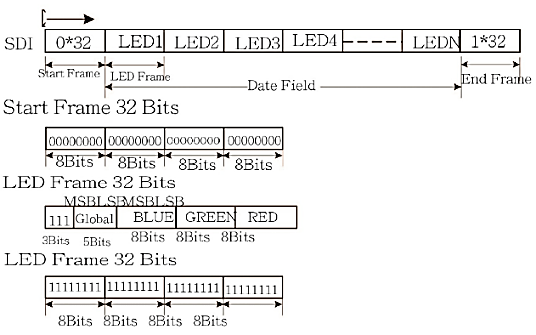 SDI 0*32 LED1 LED2 LED3 LED4 LEDN 1*32
Start Frame LED Frame Date Field End Frame
Start Frame 32 Bits
00000000 00000000 00000000 00000000
8Bits 8Bits 8Bits 8Bits
LED Frame 32 Bits
MSBLSBMSBLSB
111 Global BLUE GREEN RED
3Bits 5Bits 8Bits 8Bits 8Bits
LED Frame 32 Bits
11111111 11111111 11111111 11111111
8Bits 8Bits 8Bits 8Bits